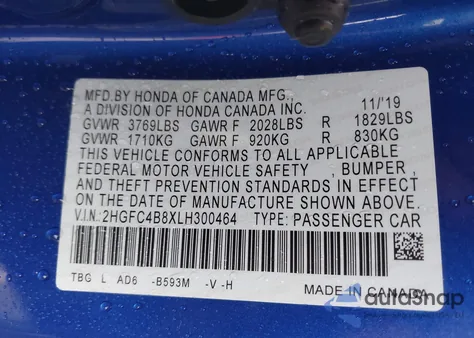 MFD.BY HONDA OF CANADA MFG.,
A DIVISION OF HONDA CANADA INC. 11/'19
GVWR 3769LBS GAWR F 2028LBS R 1829LBS
GVWR 1710KG GAWR F 920KG R 830KG
THIS VEHICLE CONFORMS TO ALL APPLICABLE
FEDERAL MOTOR VEHICLE SAFETY , BUMPER ,
AND THEFT PREVENTION STANDARDS IN EFFECT
ON THE DATE OF MANUFACTURE SHOWN ABOVE.
V.I.N.: 2HGFC4B8XLH300464 TYPE: PASSENGER CAR
TBG L AD6 -B593M -V -H
MADE IN CANADA
autosnap